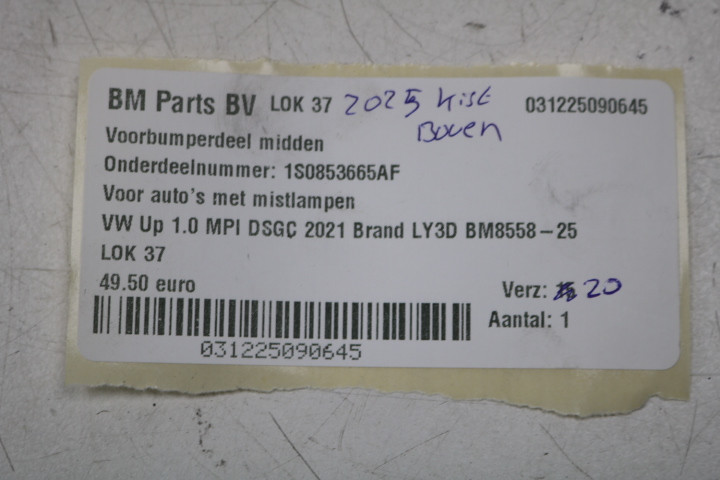 BM Parts BV LOK 37 2025 kist 031225090645
Boven
Voorbumperdeel midden
Onderdeelnummer: 1S0853665AF
Voor auto's met mistlampen
VW Up 1.0 MPI DSGC 2021 Brand LY3D BM8558-25
LOK 37
49.50 euro
Verz: 20
Aantal: 1
031225090645